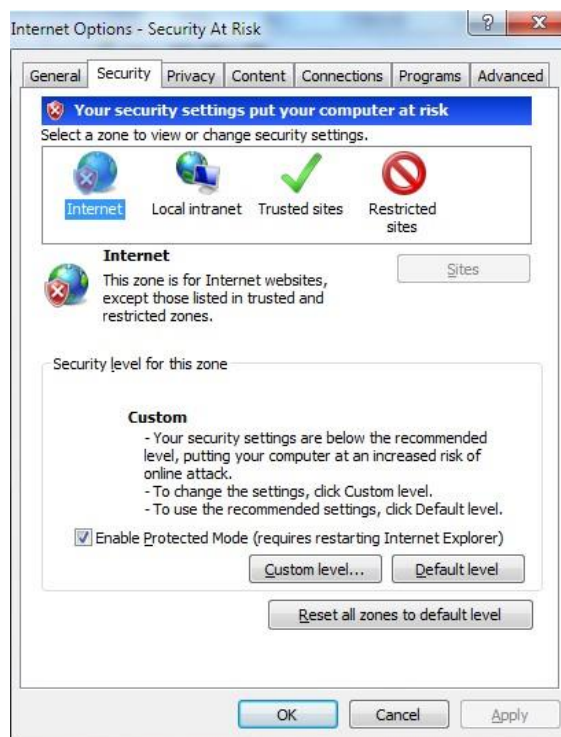 Internet Options - Security At Risk
General Security Privacy Content Connections Programs Advanced
Your security settings put your computer at risk
Select a zone to view or change security settings.
Internet Local intranet Trusted sites Restricted
sites
Internet
Sites
This zone is for Internet websites,
except those listed in trusted and
restricted zones.
Security level for this zone
Custom
- Your security settings are below the recommended
level, putting your computer at an increased risk of
online attack.
- To change the settings, click Custom level.
- To use the recommended settings, click Default level.
Enable Protected Mode (requires restarting Internet Explorer)
Custom level... Default level
Reset all zones to default level
OK Cancel Apply